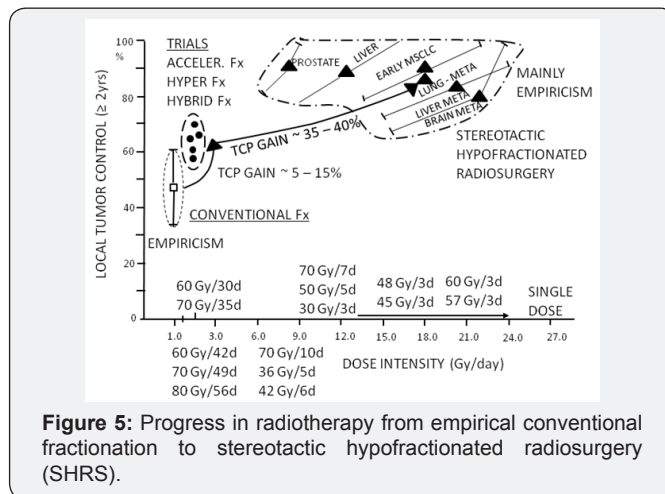 100
%
80
60
40
20
0
LOCAL TUMOR CONTROL (≥ 2yrs)
TRIALS
ACCELER. Fx
HYPER Fx
HYBRID Fx
PROSTATE
LIVER
EARLY MSCLC
LUNG - META
LIVER META
BRAIN META
MAINLY
EMPIRICISM
STEREOTACTIC
HYPOFRACTIONATED
RADIOSURGERY
TCP GAIN ~ 35 – 40%
TCP GAIN ~ 5 – 15%
CONVENTIONAL Fx
EMPIRICISM
60 Gy/30d
70 Gy/35d
70 Gy/7d
50 Gy/5d
30 Gy/3d
48 Gy/3d
45 Gy/3d
60 Gy/3d
57 Gy/3d
SINGLE
DOSE
1.0 3.0 6.0 9.0 12.0 15.0 18.0 21.0 24.0 27.0
60 Gy/42d
70 Gy/49d
80 Gy/56d
70 Gy/10d
36 Gy/5d
42 Gy/6d
DOSE INTENSITY (Gy/day)
Figure 5: Progress in radiotherapy from empirical conventional
fractionation to stereotactic hypofractionated radiosurgery
(SHRS).